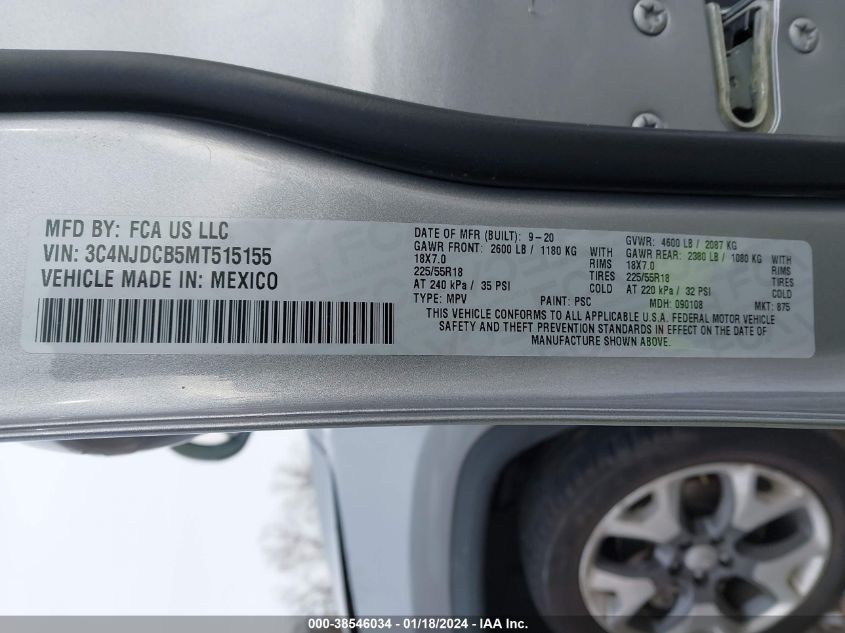 MFD BY: FCA US LLC
VIN: 3C4NJDCB5MT515155
VEHICLE MADE IN: MEXICO
DATE OF MFR (BUILT): 9-20
GAWR FRONT: 2600 LB / 1180 KG WITH
18X7.0 RIMS
225/55R18 TIRES
AT 240 kPa / 35 PSI COLD
TYPE: MPV PAINT: PSC
GVWR: 4600 LB / 2087 KG
GAWR REAR: 2380 LB / 1080 KG WITH
18X7.0 RIMS
225/55R18 TIRES
AT 220 kPa / 32 PSI COLD
MDH: 090108 MKT: 875
THIS VEHICLE CONFORMS TO ALL APPLICABLE U.S.A. FEDERAL MOTOR VEHICLE
SAFETY AND THEFT PREVENTION STANDARDS IN EFFECT ON THE DATE OF
MANUFACTURE SHOWN ABOVE.
000-38546034 - 01/18/2024 - IAA Inc.